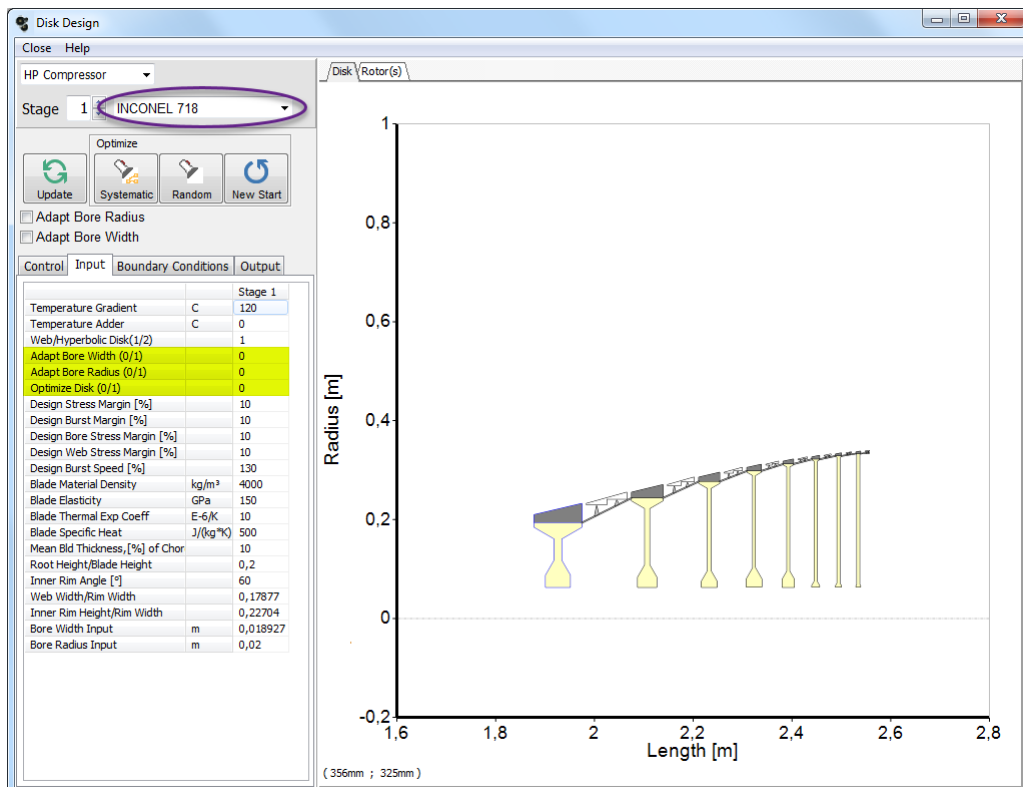 Disk Design
Close Help
HP Compressor
Stage 1 INCONEL 718
Optimize
Update Systematic Random New Start
Adapt Bore Radius
Adapt Bore Width
Control Input Boundary Conditions Output
Stage 1
Temperature Gradient C 120
Temperature Adder C 0
Web/Hyperbolic Disk(1/2) 1
Adapt Bore Width (0/1) 0
Adapt Bore Radius (0/1) 0
Optimize Disk (0/1) 0
Design Stress Margin [%] 10
Design Burst Margin [%] 10
Design Bore Stress Margin [%] 10
Design Web Stress Margin [%] 10
Design Burst Speed [%] 130
Blade Material Density kg/m³ 4000
Blade Elasticity GPa 150
Blade Thermal Exp Coeff E-6/K 10
Blade Specific Heat J/(kg*K) 500
Mean Bld Thickness,[%] of Chor 10
Root Height/Blade Height 0,2
Inner Rim Angle [°] 60
Web Width/Rim Width 0,17877
Inner Rim Height/Rim Width 0,22704
Bore Width Input m 0,018927
Bore Radius Input m 0,02
Disk Rotor(s)
1
0,8
0,6
0,4
0,2
0
-0,2
Radius [m]
1,6 1,8 2 2,2 2,4 2,6 2,8
Length [m]
(356mm ; 325mm)